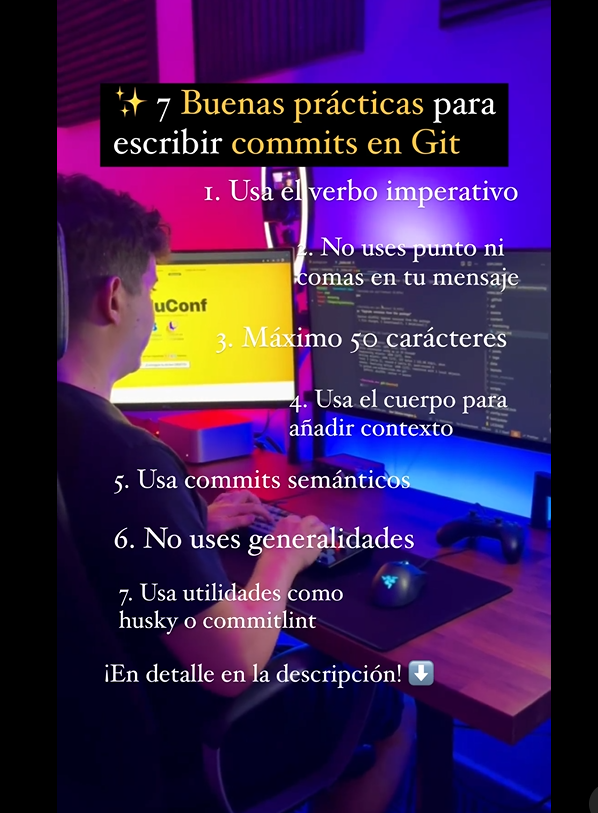 ✨ 7 Buenas prácticas para
escribir commits en Git
1. Usa el verbo imperativo
2. No uses punto ni
comas en tu mensaje
uConf
3. Máximo 50 carácteres
4. Usa el cuerpo para
añadir contexto
5. Usa commits semánticos
6. No uses generalidades
7. Usa utilidades como
husky o commitlint
¡En detalle en la descripción! ⬇️